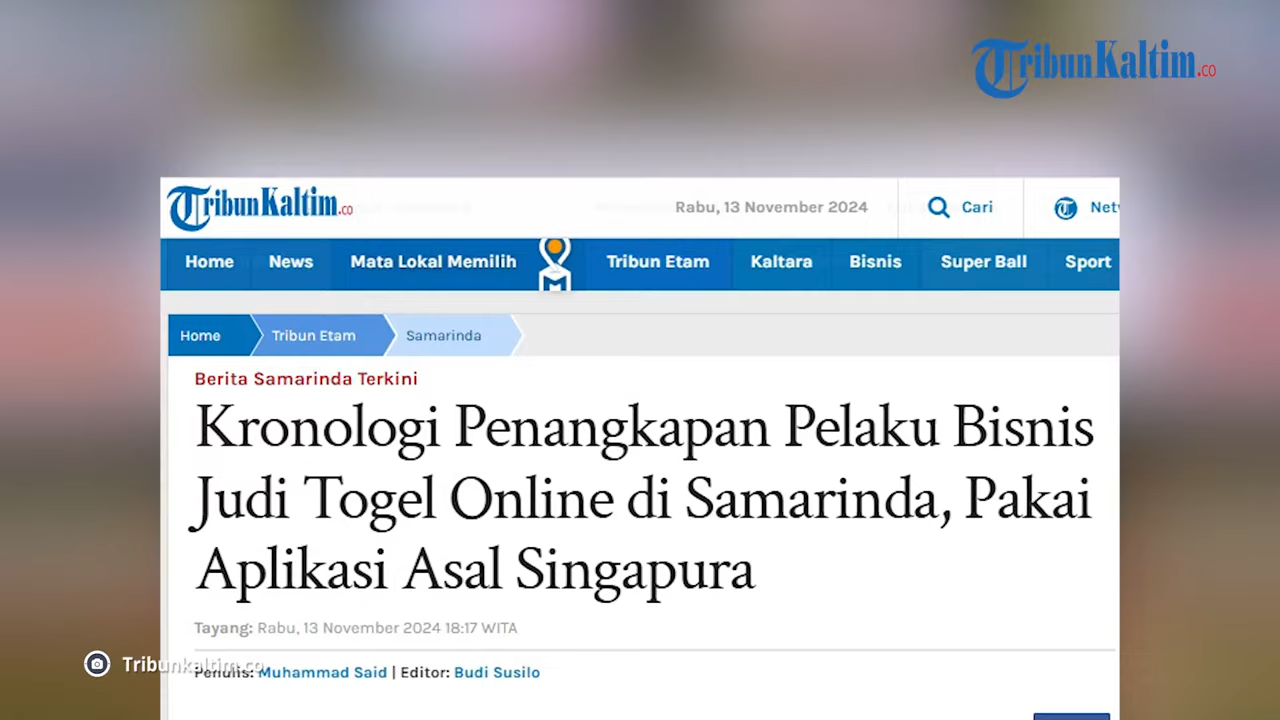 TribunKaltim.co
TribunKaltim.co
Rabu, 13 November 2024
Cari
Net
Home
News
Mata Lokal Memilih
Tribun Etam
Kaltara
Bisnis
Super Ball
Sport
Home
Tribun Etam
Samarinda
Berita Samarinda Terkini
Kronologi Penangkapan Pelaku Bisnis
Judi Togel Online di Samarinda, Pakai
Aplikasi Asal Singapura
Tayang: Rabu, 13 November 2024 18:17 WITA
Tribunkaltim.co
Penulis: Muhammad Said | Editor: Budi Susilo